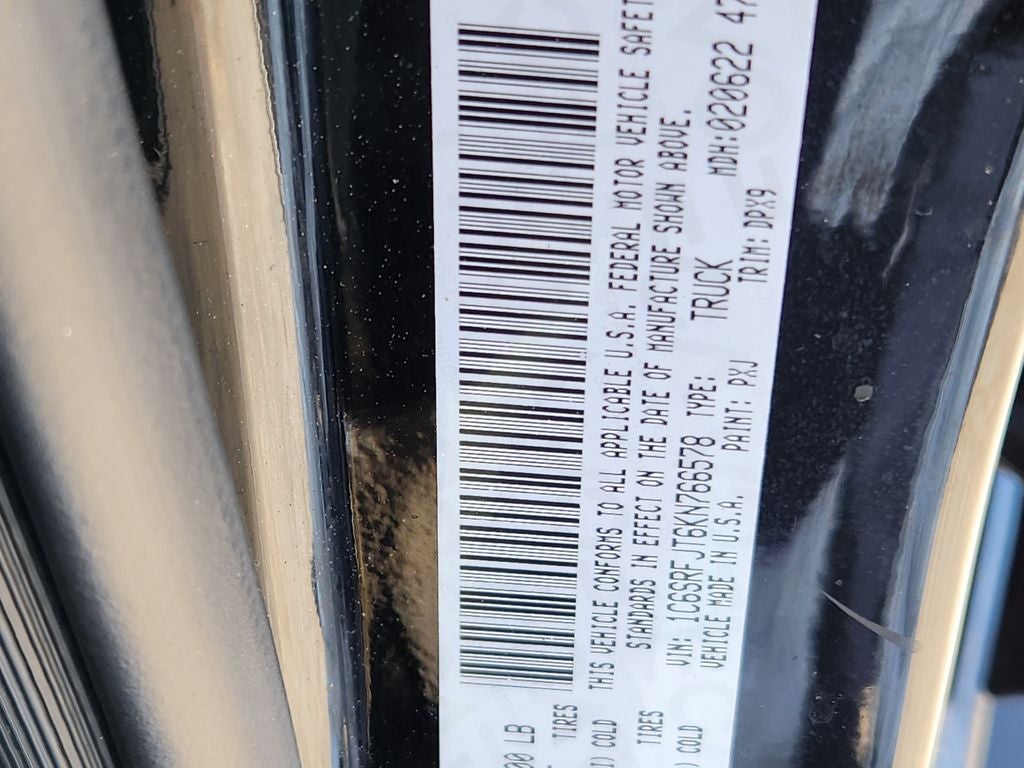 00 LB
TIRES
I) COLD
TIRES
) COLD
THIS VEHICLE CONFORMS TO ALL APPLICABLE U.S.A. FEDERAL MOTOR VEHICLE SAFET
STANDARDS IN EFFECT ON THE DATE OF MANUFACTURE SHOWN ABOVE.
VIN: 1C6SRFJT6KN766578 TYPE: TRUCK MDH:020622 47
VEHICLE MADE IN U.S.A. PAINT: PXJ TRIM: DPX9